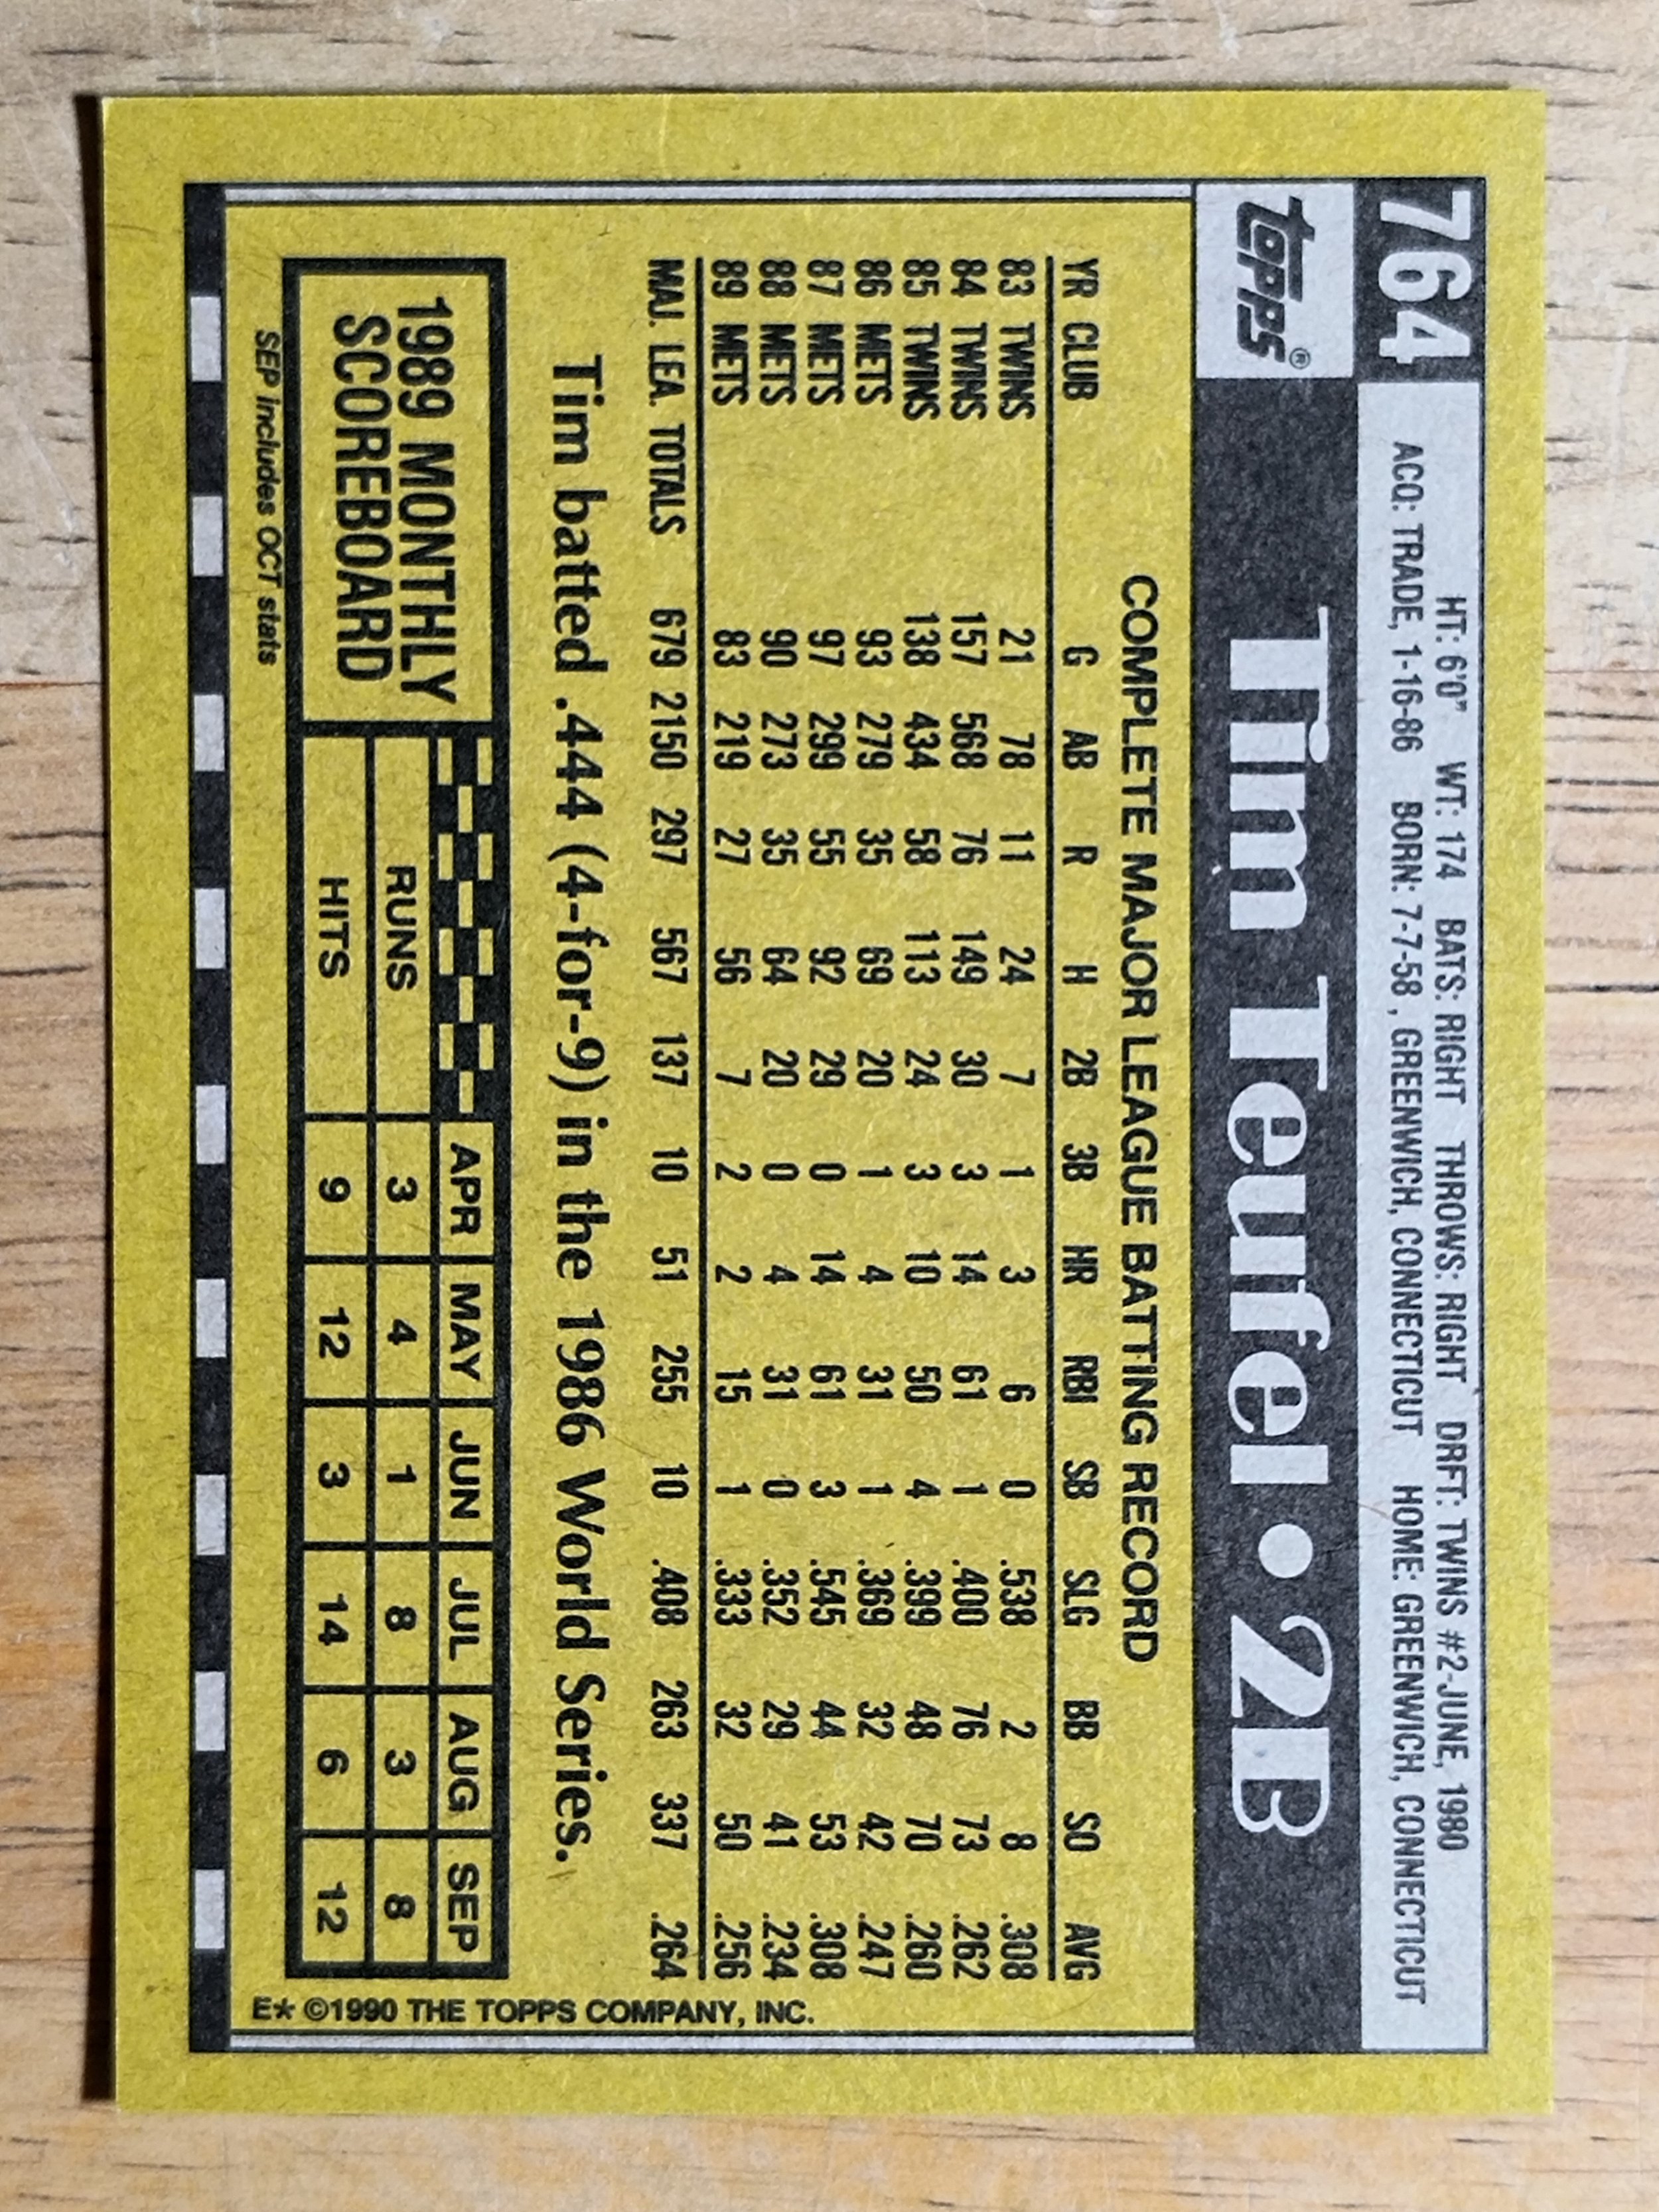 764 HT: 6'0" WT: 174 BATS: RIGHT THROWS: RIGHT DRFT: TWINS #2-JUNE, 1980
ACQ: TRADE, 1-16-86 BORN: 7-7-58, GREENWICH, CONNECTICUT HOME: GREENWICH, CONNECTICUT
topps® Tim Teufel • 2B
COMPLETE MAJOR LEAGUE BATTING RECORD
YR CLUB G AB R H 2B 3B HR RBI SB SLG BB SO AVG
83 TWINS 21 78 11 24 7 1 3 6 0 .538 2 8 .308
84 TWINS 157 568 76 149 30 3 14 61 1 .400 76 73 .262
85 TWINS 138 434 58 113 24 3 10 50 4 .399 48 70 .260
86 METS 93 279 35 69 20 1 4 31 1 .369 32 42 .247
87 METS 97 299 55 92 29 0 14 61 3 .545 44 53 .308
88 METS 90 273 35 64 20 0 4 31 0 .352 29 41 .234
89 METS 83 219 27 56 7 2 2 15 1 .333 32 50 .256
MAJ. LEA. TOTALS 679 2150 297 567 137 10 51 255 10 .408 263 337 .264
Tim batted .444 (4-for-9) in the 1986 World Series.
1989 MONTHLY
SCOREBOARD
APR MAY JUN JUL AUG SEP
RUNS 3 4 1 8 3 8
HITS 9 12 3 14 6 12
SEP includes OCT stats
E* ©1990 THE TOPPS COMPANY, INC.